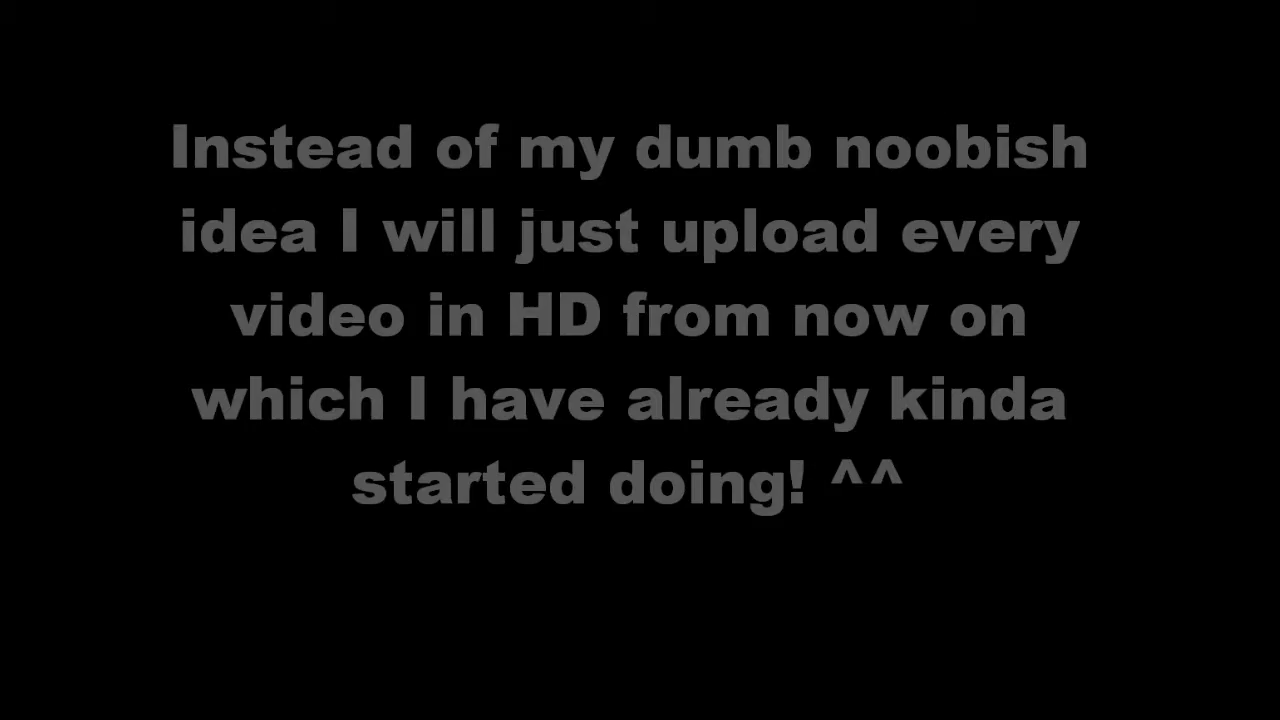 Instead of my dumb noobish
idea I will just upload every
video in HD from now on
which I have already kinda
started doing! ^^